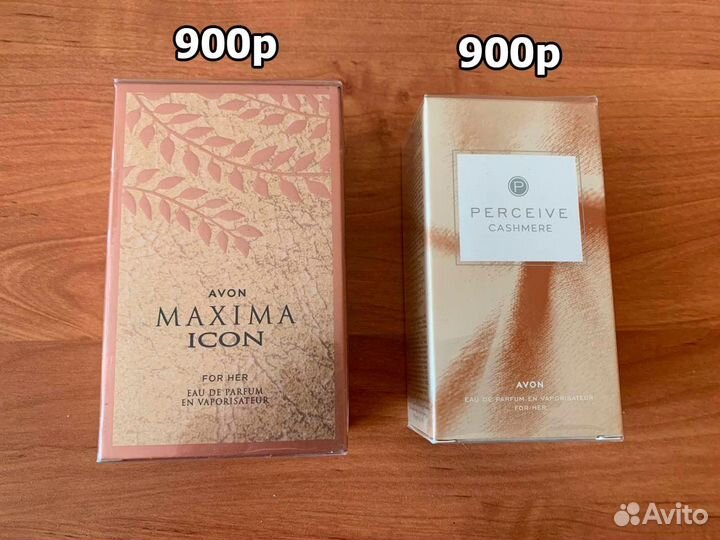 900р
900р
AVON
MAXIMA
ICON
FOR HER
EAU DE PARFUM
EN VAPORISATEUR
P
PERCEIVE
CASHMERE
AVON
EAU DE PARFUM EN VAPORISATEUR
FOR HER
Avito